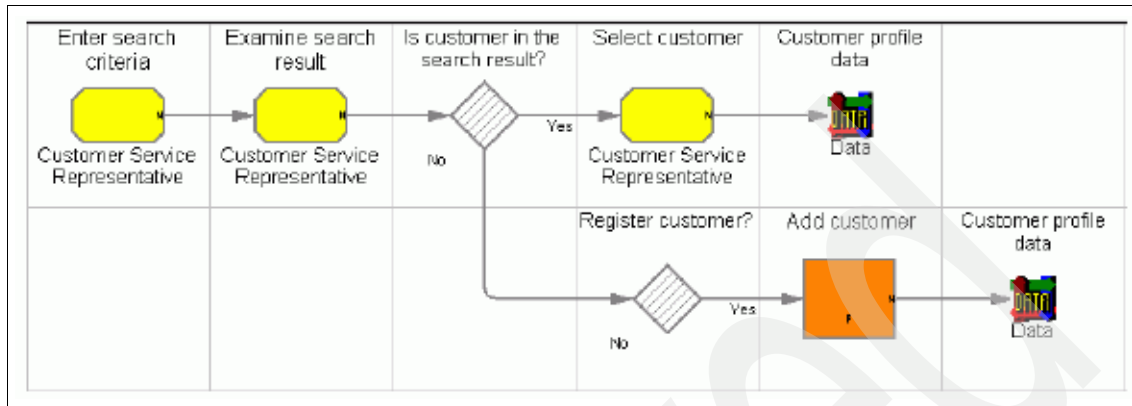 Enter search
criteria
Examine search
result
Is customer in the
search result?
Select customer
Customer profile
data
N
N
Yes
N
DATA
Data
Customer Service
Representative
Customer Service
Representative
No
Customer Service
Representative
Register customer?
Add customer
Customer profile
data
Yes
N
P
DATA
Data
No